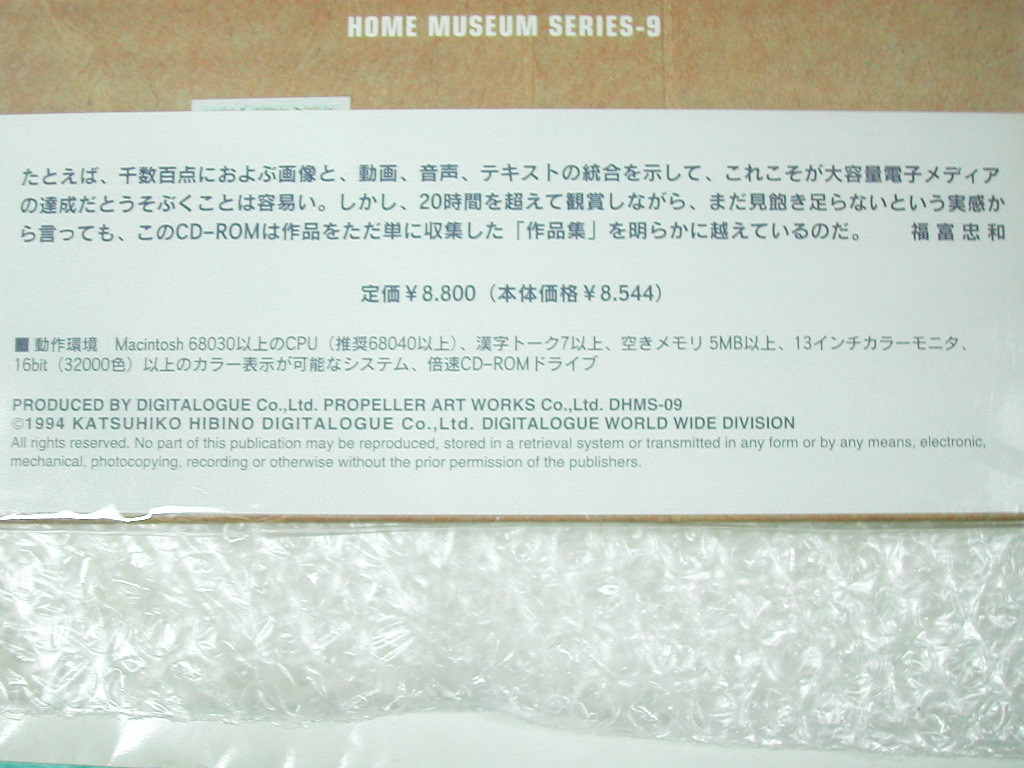 HOME MUSEUM SERIES-9
たとえば、千数百点におよぶ画像と、動画、音声、テキストの統合を示して、これこそが大容量電子メディア
の達成だとうそぶくことは容易い。しかし、20時間を超えて観賞しながら、まだ見飽き足らないという実感か
ら言っても、このCD-ROMは作品をただ単に収集した「作品集」を明らかに越えているのだ。 福富忠和
定価￥8.800（本体価格￥8.544）
■動作環境 Macintosh 68030以上のCPU（推奨68040以上）、漢字トーク7以上、空きメモリ 5MB以上、13インチカラーモニタ、
16bit（32000色）以上のカラー表示が可能なシステム、倍速CD-ROMドライブ
PRODUCED BY DIGITALOGUE Co.,Ltd. PROPELLER ART WORKS Co.,Ltd. DHMS-09
©1994 KATSUHIKO HIBINO DIGITALOGUE Co.,Ltd. DIGITALOGUE WORLD WIDE DIVISION
All rights reserved. No part of this publication may be reproduced, stored in a retrieval system or transmitted in any form or by any means, electronic,
mechanical, photocopying, recording or otherwise without the prior permission of the publishers.